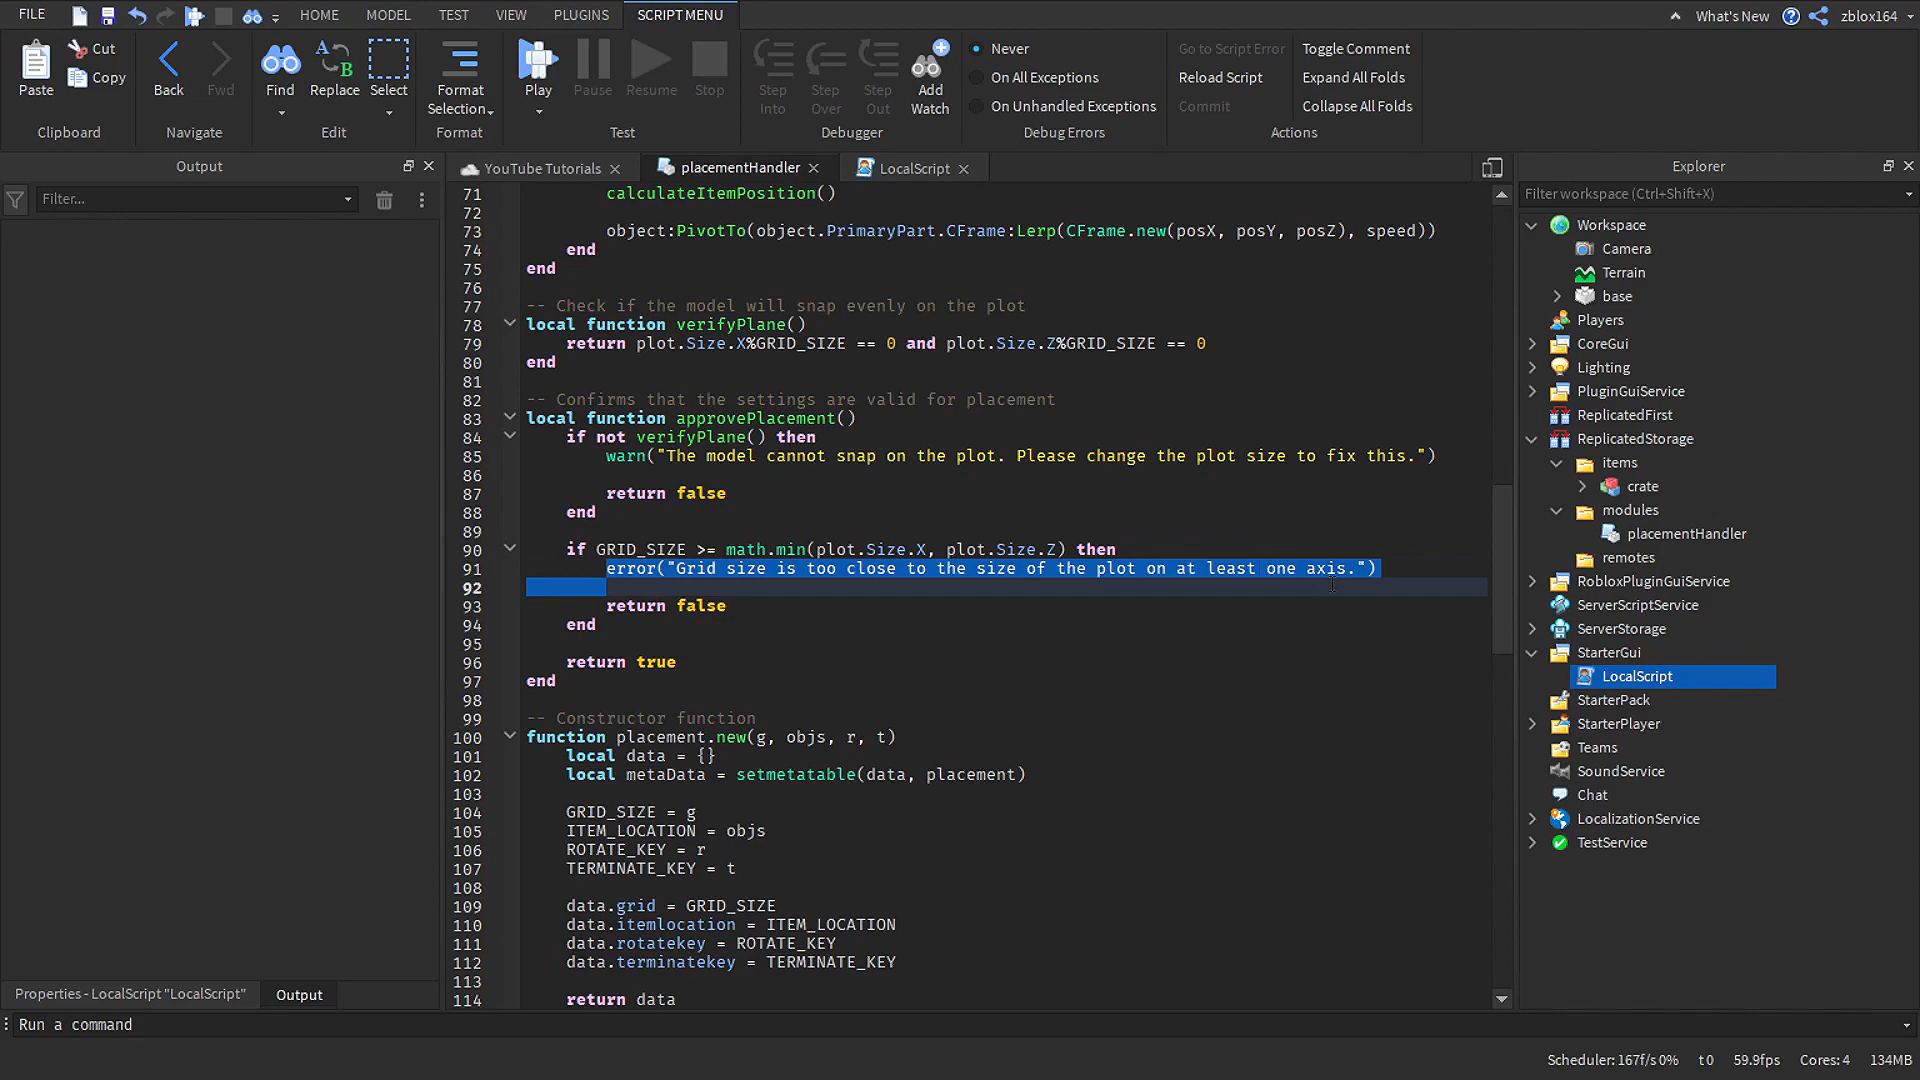 FILE
HOME
MODEL
TEST
VIEW
PLUGINS
SCRIPT MENU
What's New
zblox164
Paste
Cut
Copy
Clipboard
Back
Fwd
Navigate
Find
Replace
Select
Edit
Format
Selection
Format
Play
Pause
Resume
Stop
Test
Step
Into
Step
Over
Step
Out
Add
Watch
Debugger
Never
On All Exceptions
On Unhandled Exceptions
Debug Errors
Go to Script Error
Reload Script
Commit
Toggle Comment
Expand All Folds
Collapse All Folds
Actions
Output
Filter...
YouTube Tutorials
placementHandler
LocalScript
71 calculateItemPosition()
72
73 object:PivotTo(object.PrimaryPart.CFrame:Lerp(CFrame.new(posX, posY, posZ), speed))
74 end
75 end
76
77 -- Check if the model will snap evenly on the plot
78 local function verifyPlane()
79 return plot.Size.X%GRID_SIZE == 0 and plot.Size.Z%GRID_SIZE == 0
80 end
81
82 -- Confirms that the settings are valid for placement
83 local function approvePlacement()
84 if not verifyPlane() then
85 warn("The model cannot snap on the plot. Please change the plot size to fix this.")
86
87 return false
88 end
89
90 if GRID_SIZE >= math.min(plot.Size.X, plot.Size.Z) then
91 error("Grid size is too close to the size of the plot on at least one axis.")
92
93 return false
94 end
95
96 return true
97 end
98
99 -- Constructor function
100 function placement.new(g, objs, r, t)
101 local data = {}
102 local metaData = setmetatable(data, placement)
103
104 GRID_SIZE = g
105 ITEM_LOCATION = objs
106 ROTATE_KEY = r
107 TERMINATE_KEY = t
108
109 data.grid = GRID_SIZE
110 data.itemlocation = ITEM_LOCATION
111 data.rotatekey = ROTATE_KEY
112 data.terminatekey = TERMINATE_KEY
113
114 return data
Explorer
Filter workspace (Ctrl+Shift+X)
Workspace
Camera
Terrain
base
Players
CoreGui
Lighting
PluginGuiService
ReplicatedFirst
ReplicatedStorage
items
crate
modules
placementHandler
remotes
RobloxPluginGuiService
ServerScriptService
ServerStorage
StarterGui
LocalScript
StarterPack
StarterPlayer
Teams
SoundService
Chat
LocalizationService
TestService
Properties - LocalScript "LocalScript"
Output
Run a command
Scheduler: 167f/s 0%
t 0
59.9fps
Cores: 4
134MB